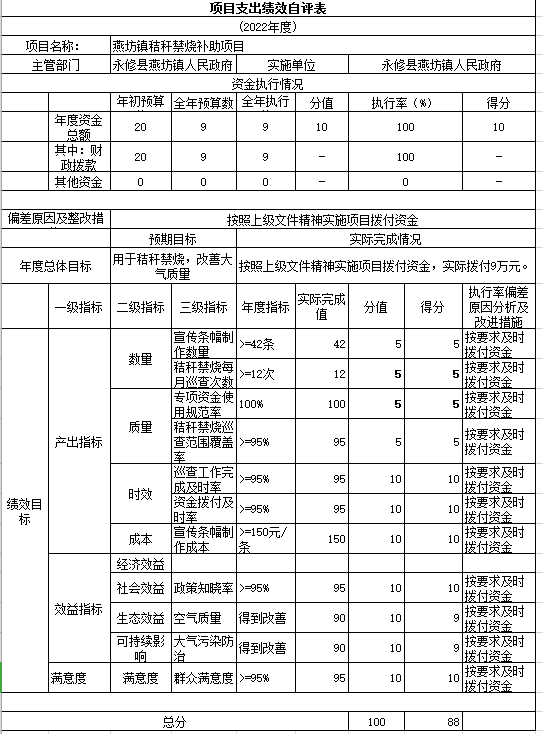 项目支出绩效自评表
(2022年度)
项目名称： 燕坊镇秸秆禁烧补助项目
主管部门 永修县燕坊镇人民政府 实施单位 永修县燕坊镇人民政府
资金执行情况
年初预算 全年预算数 全年执行 分值 执行率（%） 得分
年度资金总额 20 9 9 10 100 10
其中：财政拨款 20 9 9 － 100 －
其他资金 0 0 0 － 0 －
偏差原因及整改措 按照上级文件精神实施项目拨付资金
年度总体目标 预期目标 实际完成情况
用于秸秆禁烧，改善大气质量 按照上级文件精神实施项目拨付资金，实际拨付9万元。
绩效目标 一级指标 二级指标 三级指标 年度指标 实际完成值 分值 得分 执行率偏差原因分析及改进措施
产出指标 数量 宣传条幅制作数量 >=42条 42 5 5 按要求及时拨付资金
秸秆禁烧每月巡查次数 >=12次 12 5 5 按要求及时拨付资金
质量 专项资金使用规范率 100% 100 5 5 按要求及时拨付资金
秸秆禁烧巡查范围覆盖率 >=95% 95 5 5 按要求及时拨付资金
时效 巡查工作完成及时率 >=95% 95 10 10 按要求及时拨付资金
资金拨付及时率 >=95% 95 10 10 按要求及时拨付资金
成本 宣传条幅制作成本 >=150元/条 150 10 10 按要求及时拨付资金
效益指标 经济效益
社会效益 政策知晓率 >=95% 95 10 10 按要求及时拨付资金
生态效益 空气质量 得到改善 90 10 9 按要求及时拨付资金
可持续影响 大气污染防治 得到改善 90 10 9 按要求及时拨付资金
满意度 满意度 群众满意度 >=95% 95 10 10 按要求及时拨付资金
总分 100 88